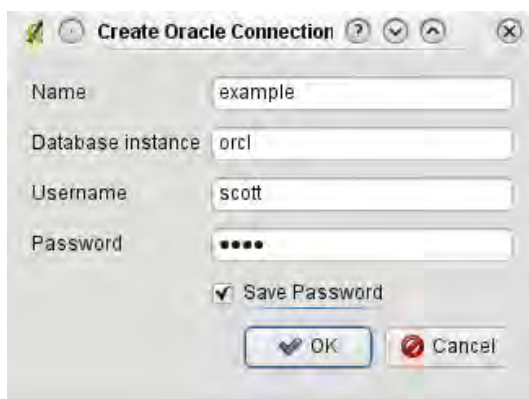 Create Oracle Connection
Name example
Database instance orcl
Username scott
Password ••••
Save Password
OK Cancel